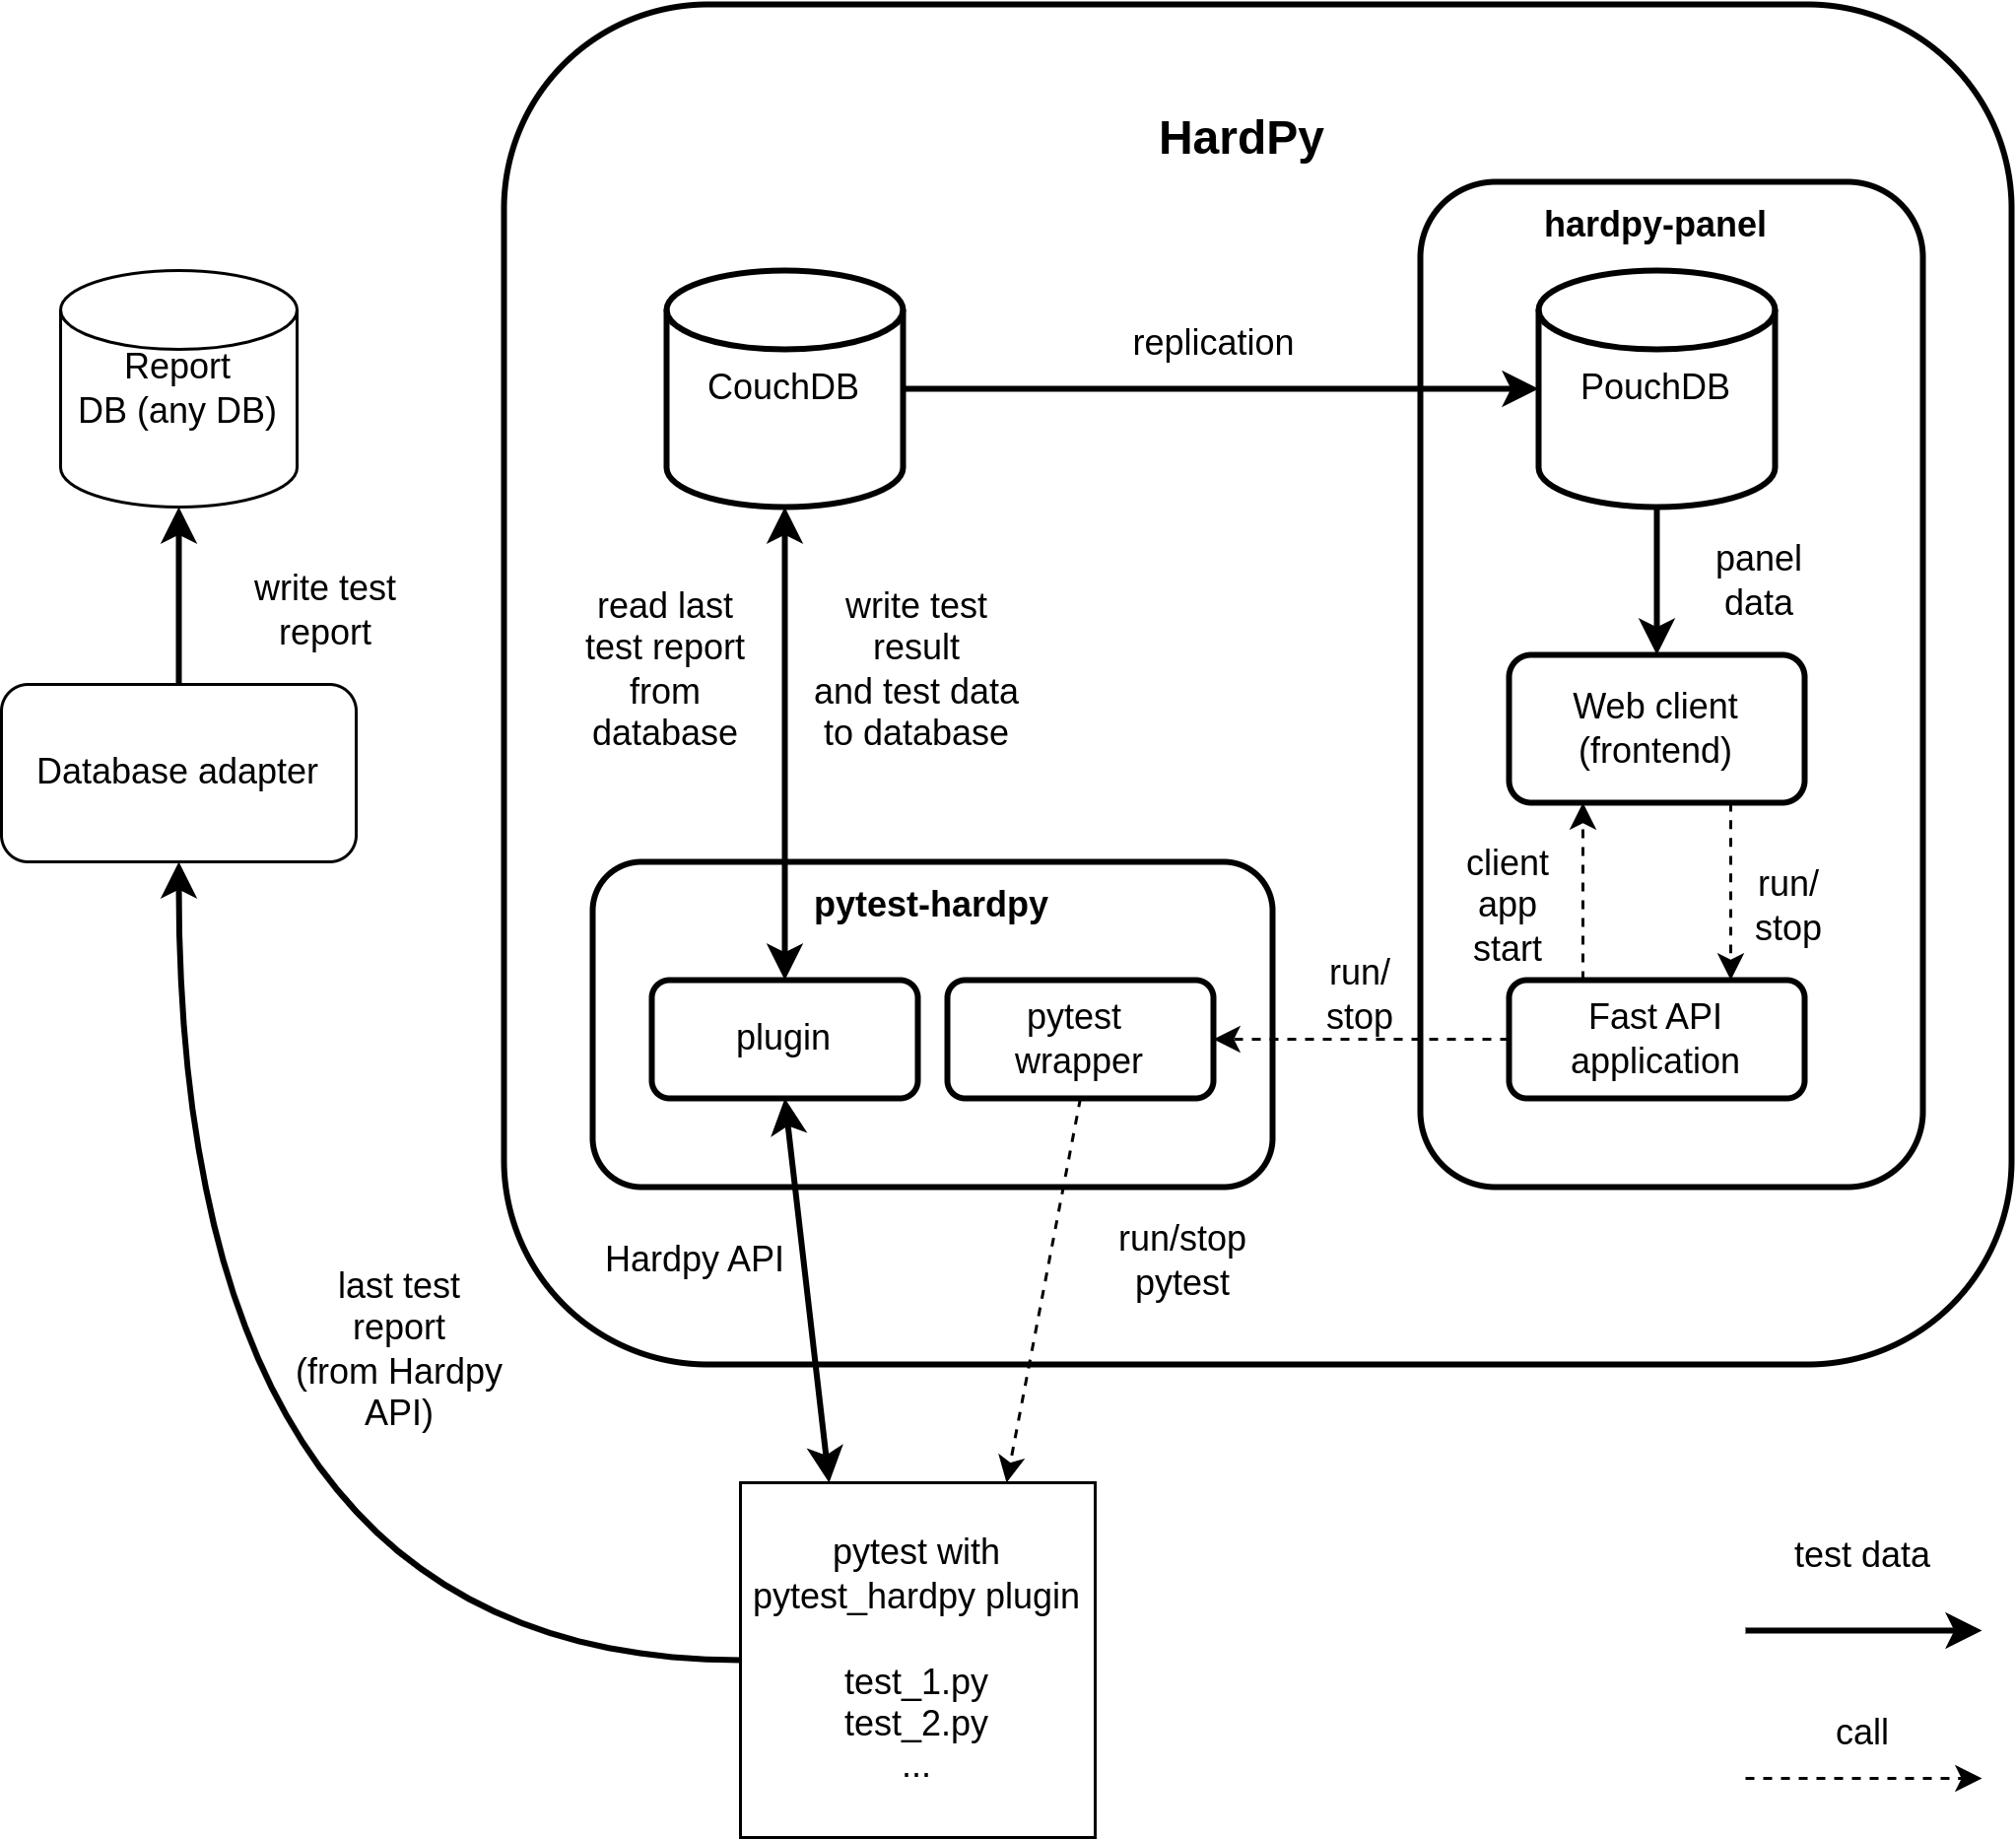 HardPy
hardpy-panel
Report
DB (any DB)
CouchDB
replication
PouchDB
write test
report
read last
test report
from
database
write test
result
and test data
to database
panel
data
Database adapter
Web client
(frontend)
client
app
start
run/
stop
pytest-hardpy
plugin
pytest
wrapper
run/
stop
Fast API
application
Hardpy API
run/stop
pytest
last test
report
(from Hardpy
API)
pytest with
pytest_hardpy plugin
test_1.py
test_2.py
...
test data
call